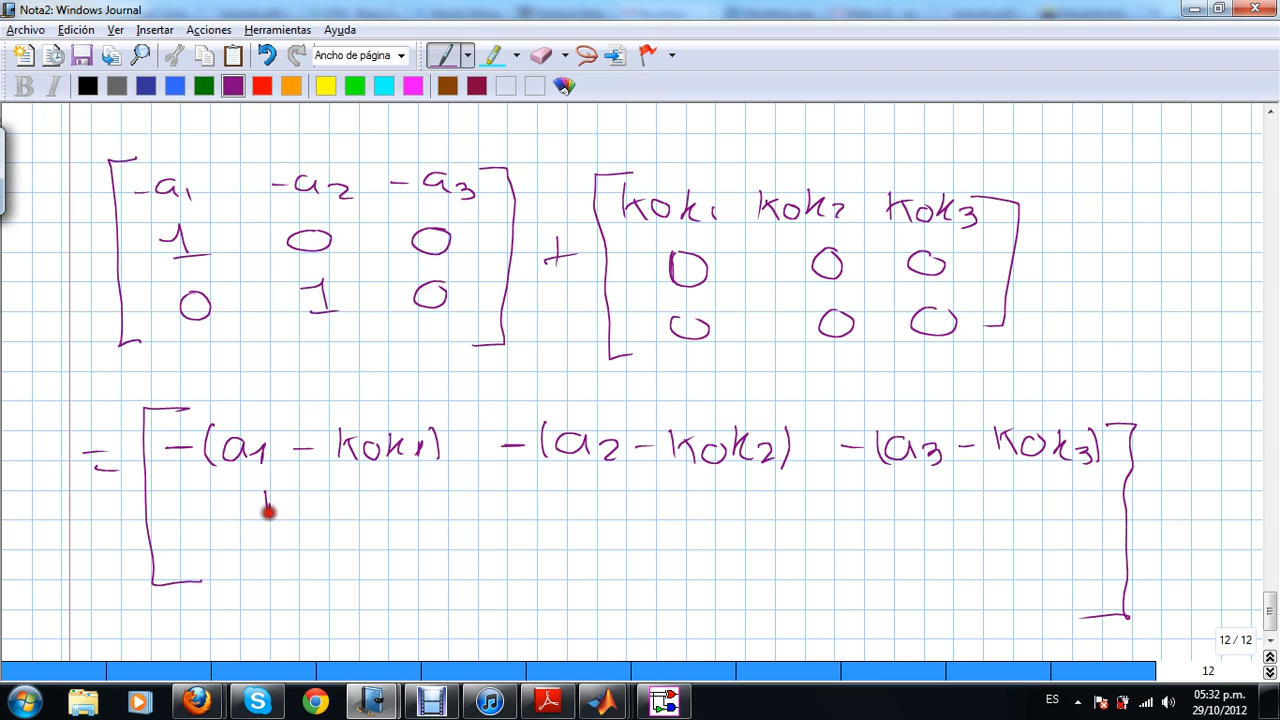 Nota2: Windows Journal
Archivo Edición Ver Insertar Acciones Herramientas Ayuda
Ancho de página
-a1 -a2 -a3
1 0 0
0 1 0
+
kok1 kok2 kok3
0 0 0
0 0 0
= -(a1 - kok1) -(a2 - kok2) -(a3 - kok3)
12 / 12
12
ES
05:32 p.m.
29/10/2012